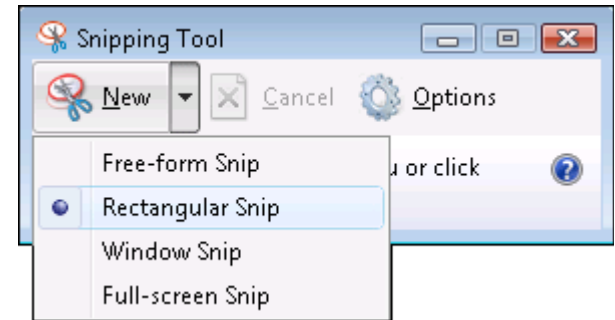 Snipping Tool
New Cancel Options
Free-form Snip
or click
Rectangular Snip
Window Snip
Full-screen Snip